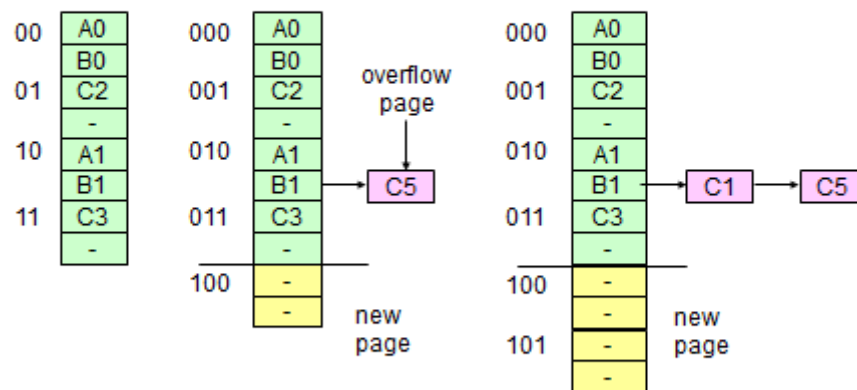 00 A0
B0
01 C2
-
10 A1
B1
11 C3
-
000 A0
B0
001 C2
-
010 A1
B1
011 C3
-
100 -
-
overflow
page
C5
new
page
000 A0
B0
001 C2
-
010 A1
B1
011 C3
-
100 -
-
101 -
-
C1
C5
new
page